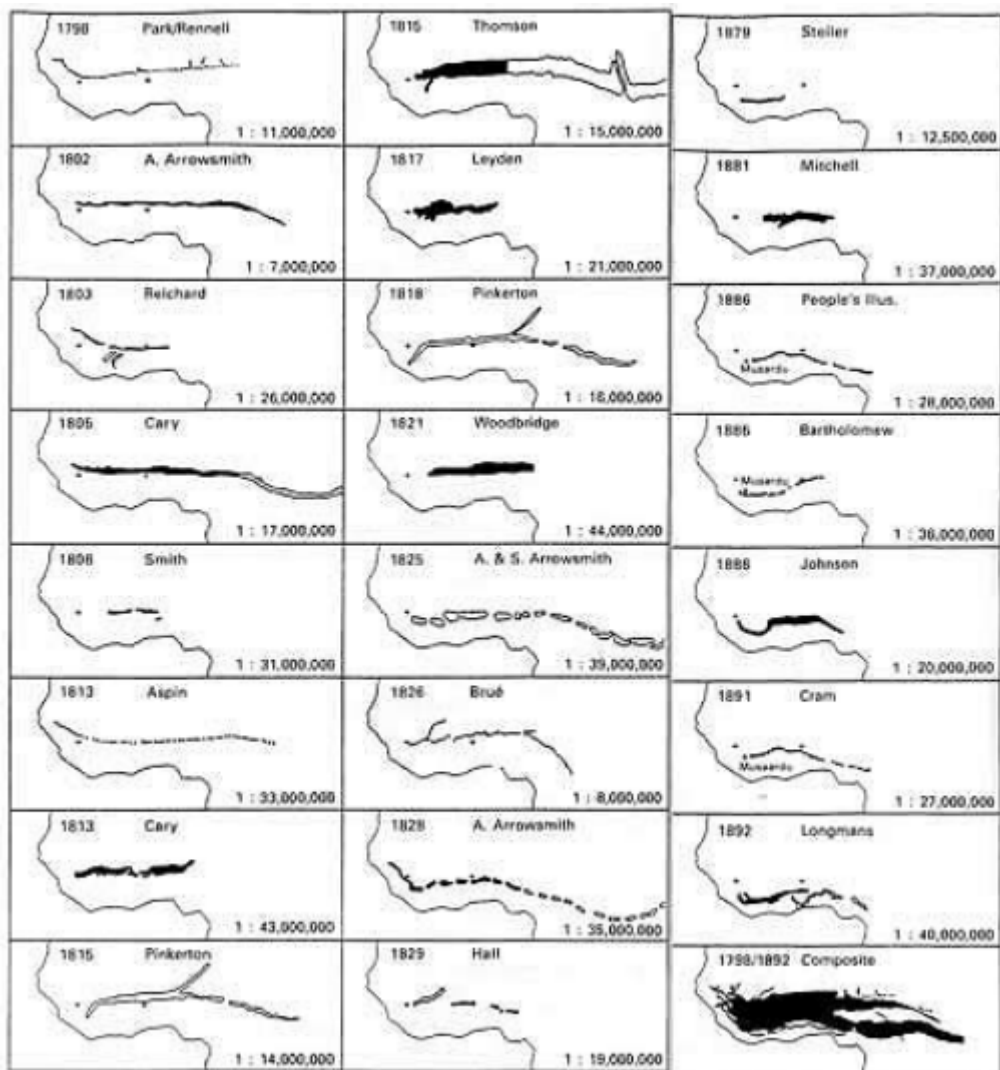 1798 Park/Rennell
1 : 11,000,000
1802 A. Arrowsmith
1 : 7,000,000
1803 Reichard
1 : 26,000,000
1805 Cary
1 : 17,000,000
1808 Smith
1 : 31,000,000
1813 Aspin
1 : 33,000,000
1813 Cary
1 : 43,000,000
1815 Pinkerton
1 : 14,000,000
1815 Thomson
1 : 15,000,000
1817 Leyden
1 : 21,000,000
1818 Pinkerton
1821 Woodbridge
1 : 44,000,000
1825 A. & S. Arrowsmith
1 : 39,000,000
1826 Brué
1 : 8,000,000
1828 A. Arrowsmith
1 : 35,000,000
1829 Hall
1 : 19,000,000
1879 Steiler
1 : 12,500,000
1881 Mitchell
1 : 37,000,000
1886 People's Illus.
Musardu
1 : 28,000,000
Bartholomew
Musardu
1 : 36,000,000
1888 Johnson
1 : 20,000,000
1891 Cram
Musardu
1 : 27,000,000
1892 Longmans
1 : 40,000,000
1798/1892 Composite